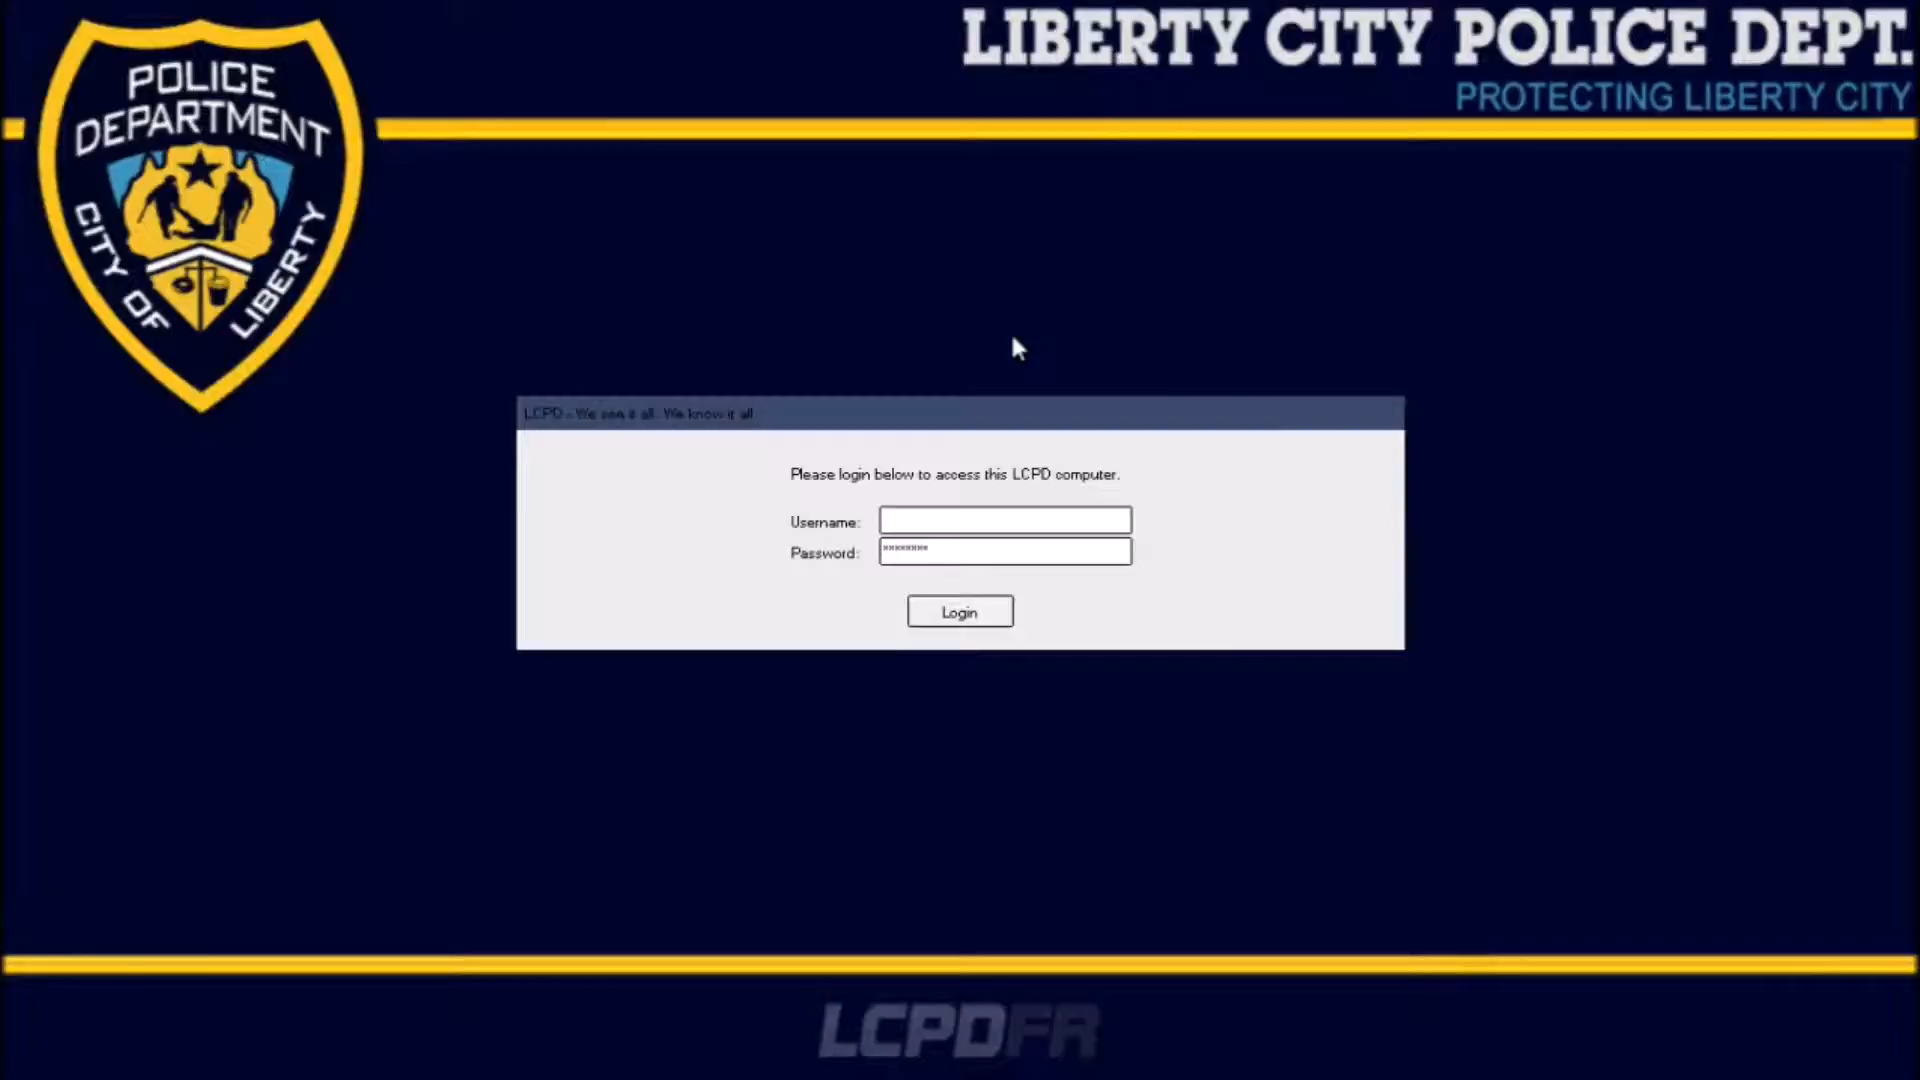 LIBERTY CITY POLICE DEPT.
PROTECTING LIBERTY CITY
POLICE
DEPARTMENT
CITY OF LIBERTY
LCPD - We see it all. We know it all.
Please login below to access this LCPD computer.
Username:
Password: ********
Login
LCPDFR